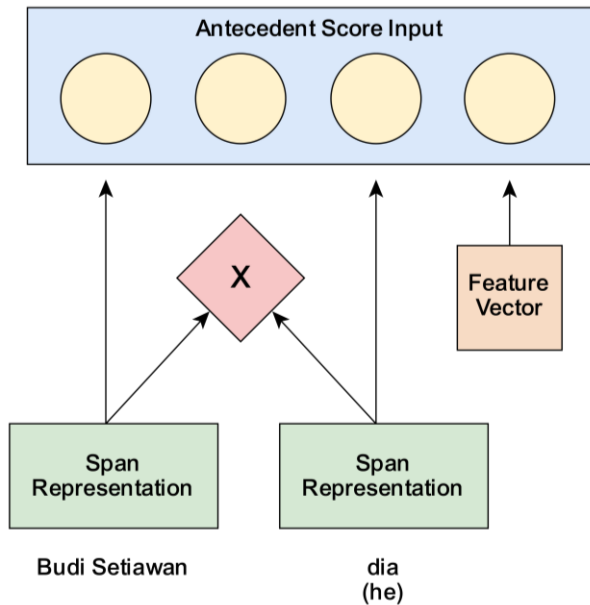 Antecedent Score Input
X
Feature
Vector
Span
Representation
Span
Representation
Budi Setiawan
dia
(he)